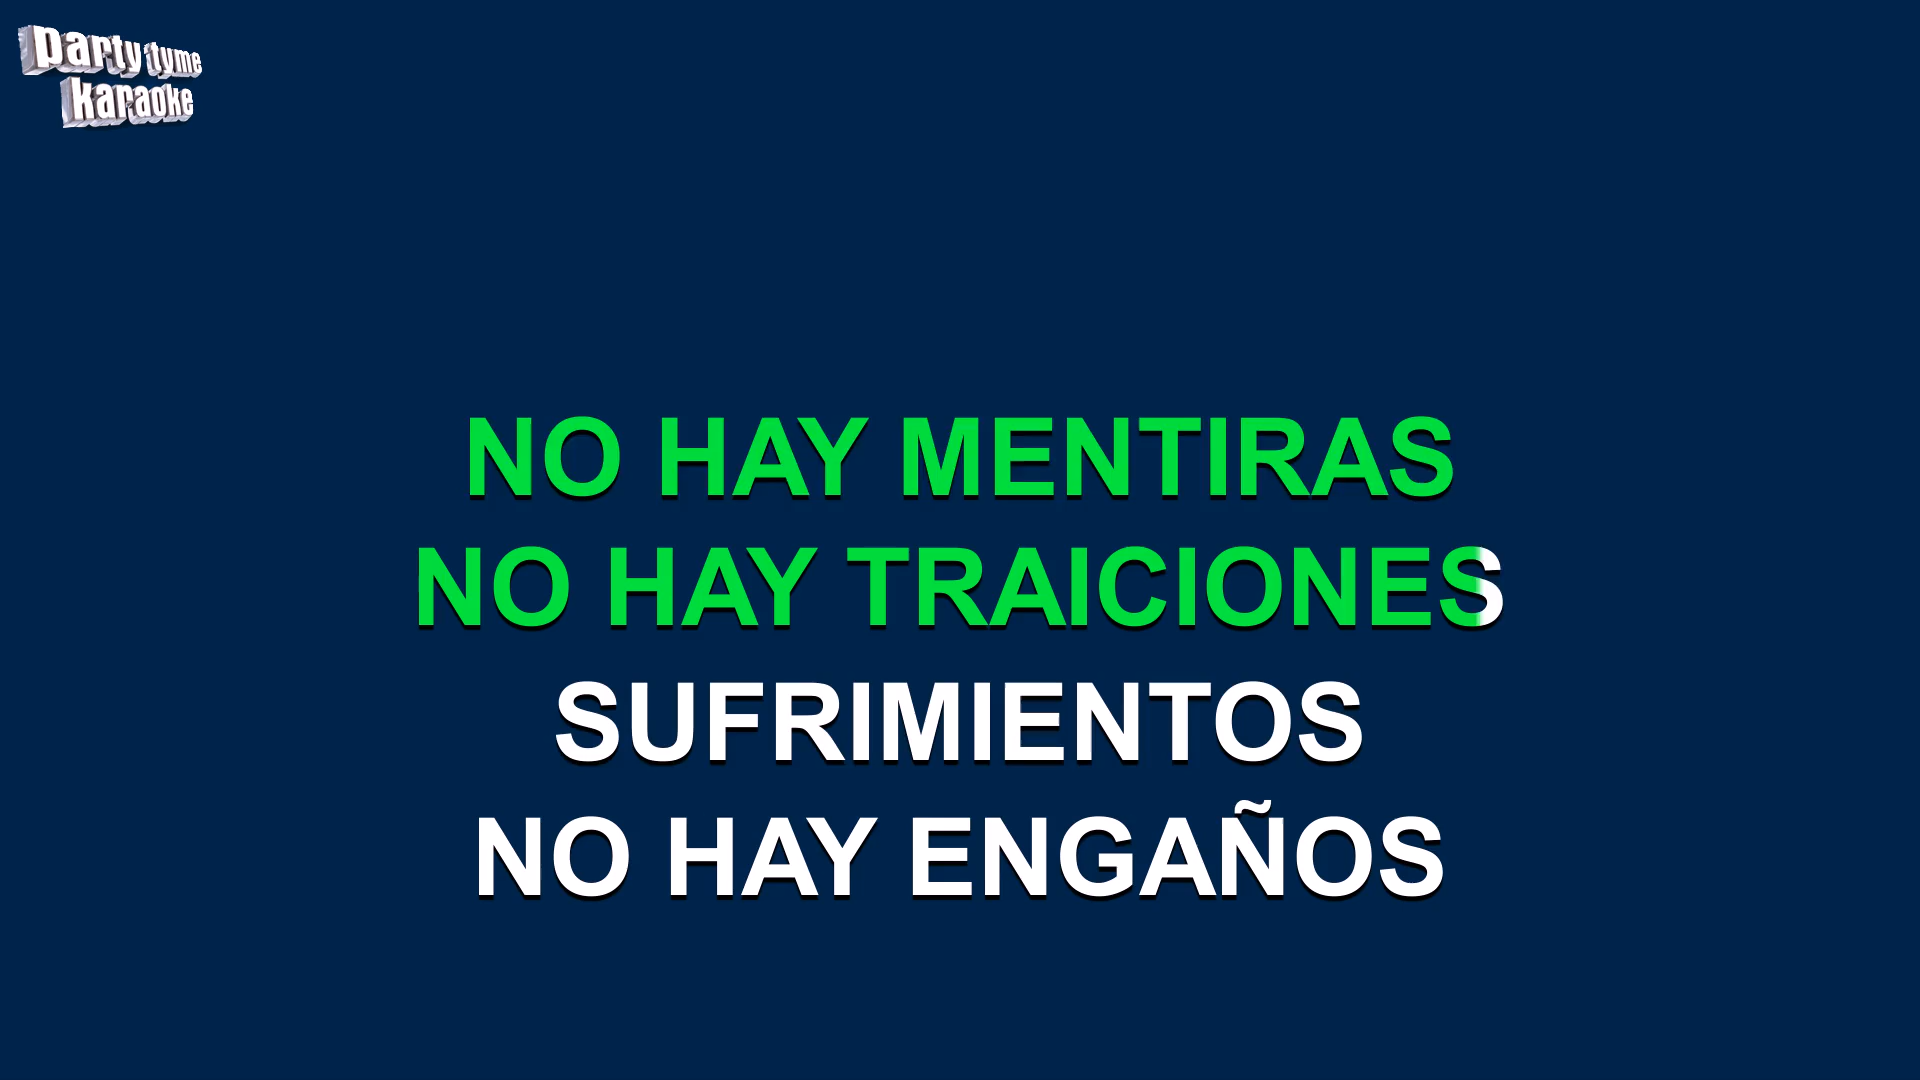 party tyme
karaoke
NO HAY MENTIRAS
NO HAY TRAICIONES
SUFRIMIENTOS
NO HAY ENGAÑOS